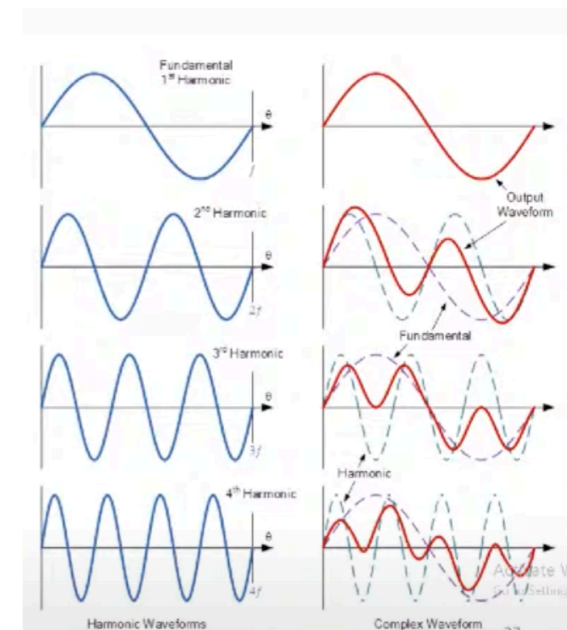 Fundamental
1st Harmonic
θ
f
Output
Waveform
2nd Harmonic
θ
2f
Fundamental
3rd Harmonic
θ
3f
Harmonic
4th Harmonic
θ
4f
Harmonic Waveforms
Complex Waveform